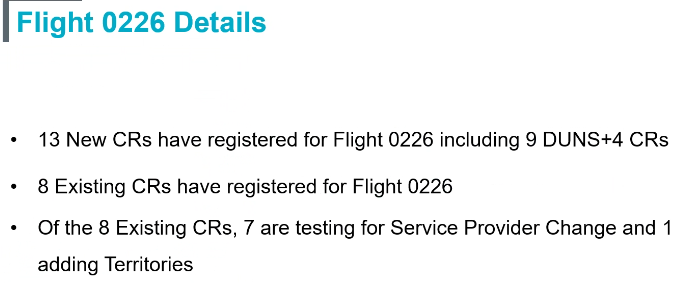 Flight 0226 Details
• 13 New CRs have registered for Flight 0226 including 9 DUNS+4 CRs
• 8 Existing CRs have registered for Flight 0226
• Of the 8 Existing CRs, 7 are testing for Service Provider Change and 1
adding Territories